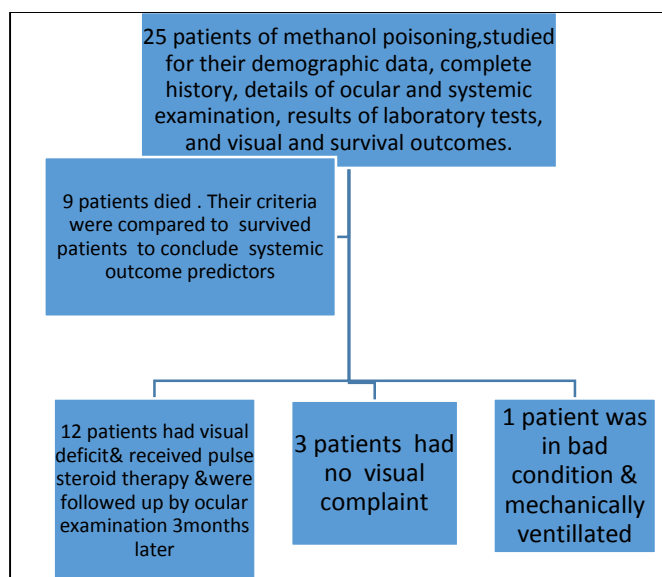 25 patients of methanol poisoning,studied
for their demographic data, complete
history, details of ocular and systemic
examination, results of laboratory tests,
and visual and survival outcomes.
9 patients died . Their criteria
were compared to survived
patients to conclude systemic
outcome predictors
12 patients had visual
deficit& received pulse
steroid therapy &were
followed up by ocular
examination 3months
later
3 patients had
no visual
complaint
1 patient was
in bad
condition &
mechanically
ventillated